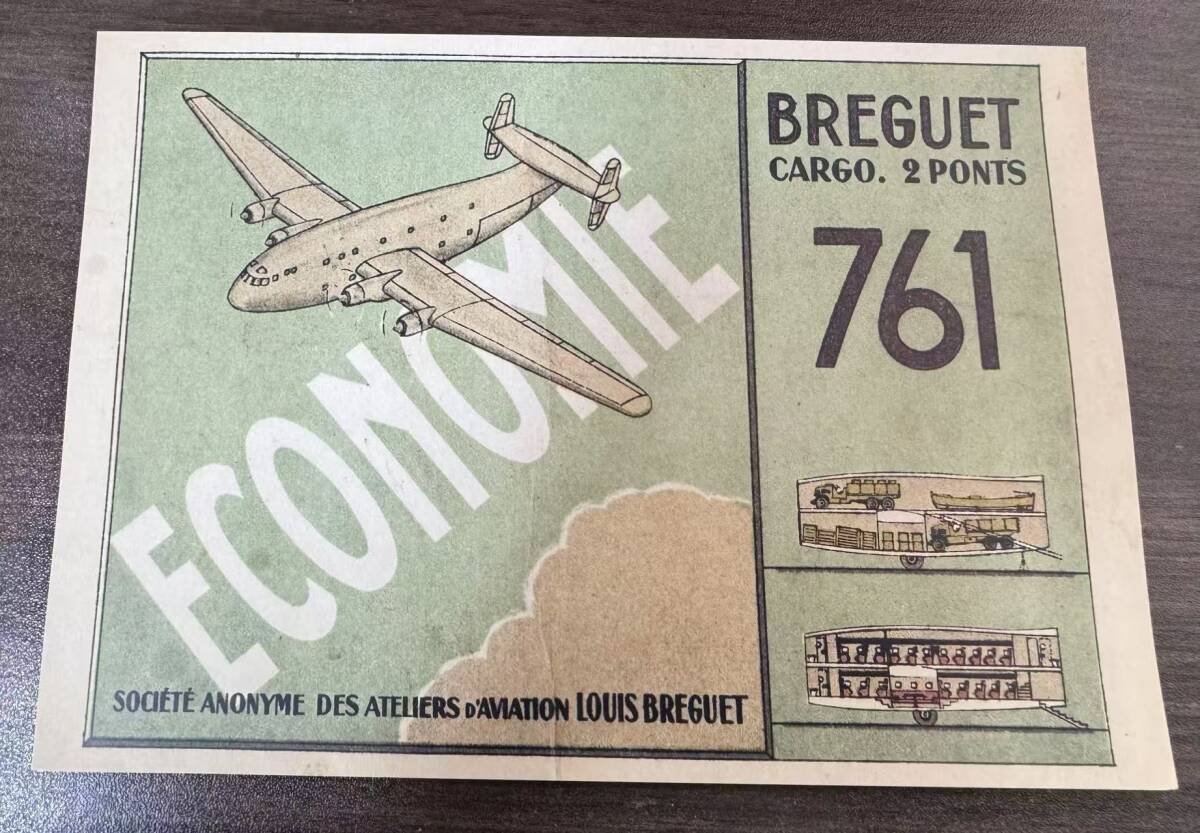 ECONOMIE
SOCIÉTÉ ANONYME DES ATELIERS D'AVIATION LOUIS BREGUET
BREGUET
CARGO. 2 PONTS
761